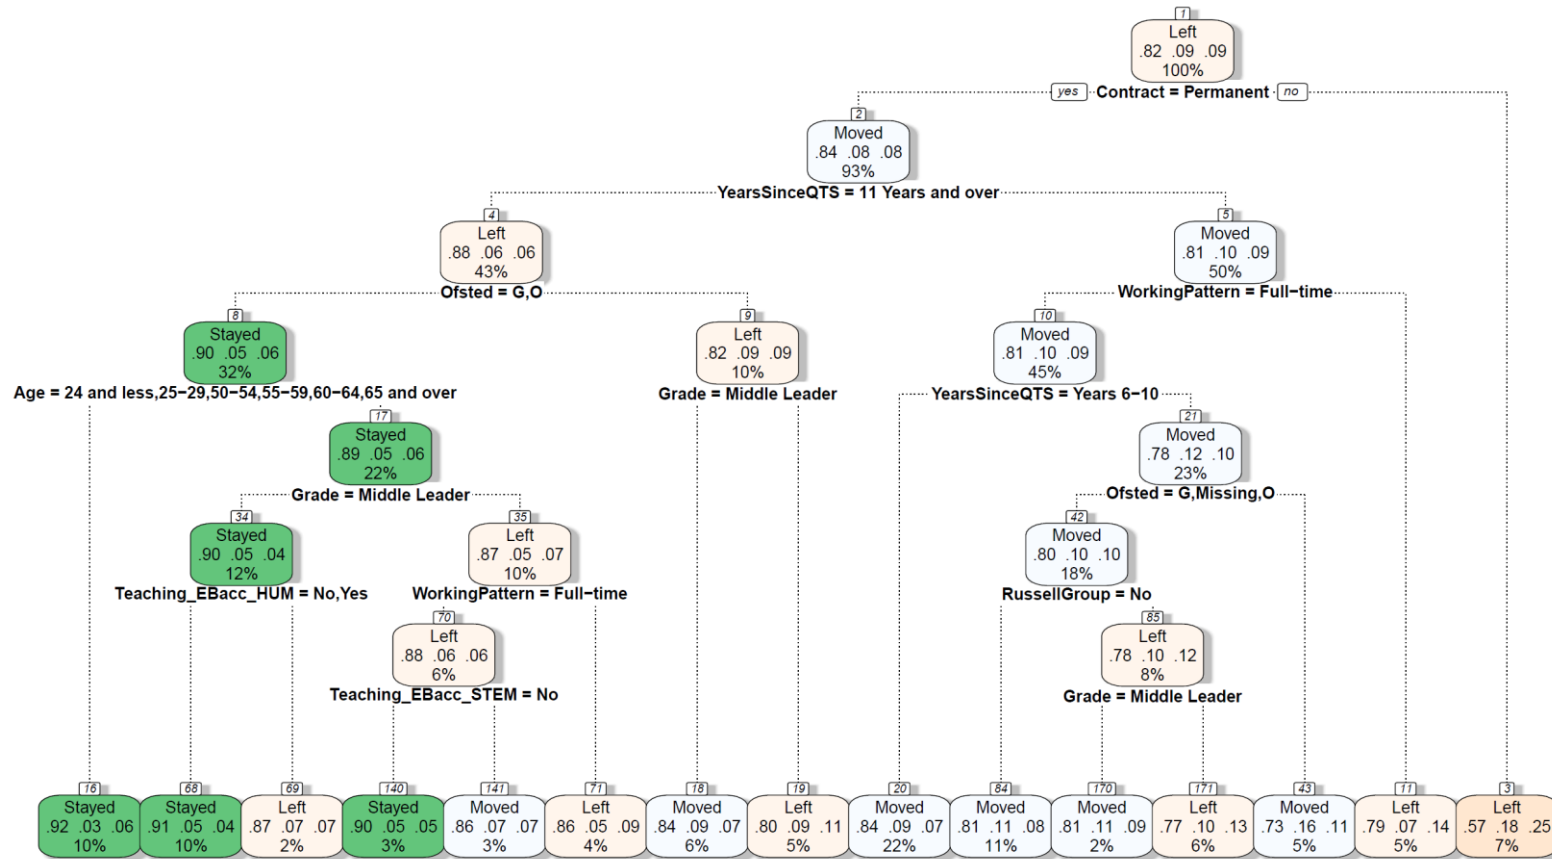 1
Left
.82 .09 .09
100%
yes Contract = Permanent no
2
Moved
.84 .08 .08
93%
YearsSinceQTS = 11 Years and over
4
Left
.88 .06 .06
43%
Ofsted = G,O
5
Moved
.81 .10 .09
50%
WorkingPattern = Full−time
8
Stayed
.90 .05 .06
32%
Age = 24 and less,25−29,50−54,55−59,60−64,65 and over
9
Left
.82 .09 .09
10%
Grade = Middle Leader
10
Moved
.81 .10 .09
45%
YearsSinceQTS = Years 6−10
17
Stayed
.89 .05 .06
22%
Grade = Middle Leader
21
Moved
.78 .12 .10
23%
Ofsted = G,Missing,O
34
Stayed
.90 .05 .04
12%
Teaching_EBacc_HUM = No,Yes
35
Left
.87 .05 .07
10%
WorkingPattern = Full−time
42
Moved
.80 .10 .10
18%
RussellGroup = No
70
Left
.88 .06 .06
6%
Teaching_EBacc_STEM = No
85
Left
.78 .10 .12
8%
Grade = Middle Leader
16
Stayed
.92 .03 .06
10%
68
Stayed
.91 .05 .04
10%
69
Left
.87 .07 .07
2%
140
Stayed
.90 .05 .05
3%
141
Moved
.86 .07 .07
3%
71
Left
.86 .05 .09
4%
18
Moved
.84 .09 .07
6%
19
Left
.80 .09 .11
5%
20
Moved
.84 .09 .07
22%
84
Moved
.81 .11 .08
11%
170
Moved
.81 .11 .09
2%
171
Left
.77 .10 .13
6%
43
Moved
.73 .16 .11
5%
11
Left
.79 .07 .14
5%
3
Left
.57 .18 .25
7%